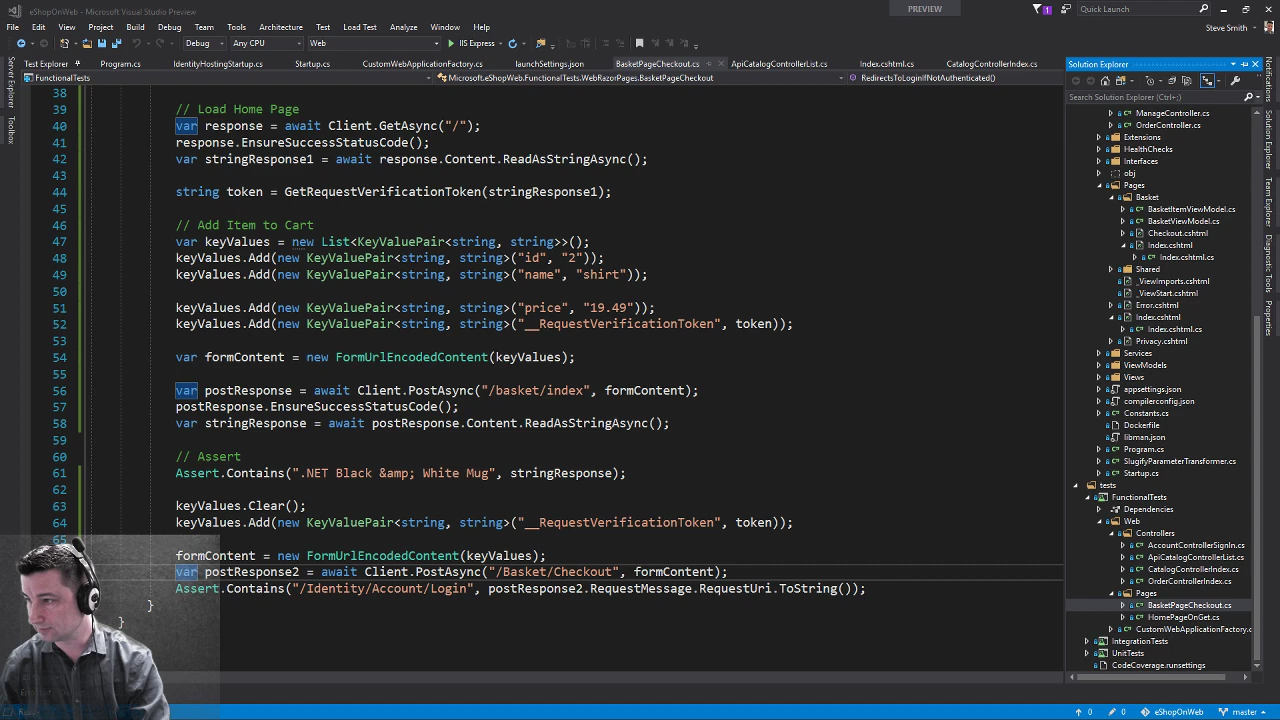 eShopOnWeb - Microsoft Visual Studio Preview
PREVIEW
1
Quick Launch
File Edit View Project Build Debug Team Tools Architecture Test Load Test Analyze Window Help
Steve Smith
Debug Any CPU Web IIS Express
Test Explorer Program.cs IdentityHostingStartup.cs Startup.cs CustomWebApplicationFactory.cs launchSettings.json BasketPageCheckout.cs ApiCatalogControllerList.cs Index.cshtml.cs CatalogControllerIndex.cs
FunctionalTests Microsoft.eShopWeb.FunctionalTests.WebRazorPages.BasketPageCheckout RedirectsToLoginIfNotAuthenticated()
Server Explorer
Toolbox
38
39 // Load Home Page
40 var response = await Client.GetAsync("/");
41 response.EnsureSuccessStatusCode();
42 var stringResponse1 = await response.Content.ReadAsStringAsync();
43
44 string token = GetRequestVerificationToken(stringResponse1);
45
46 // Add Item to Cart
47 var keyValues = new List<KeyValuePair<string, string>>();
48 keyValues.Add(new KeyValuePair<string, string>("id", "2"));
49 keyValues.Add(new KeyValuePair<string, string>("name", "shirt"));
50
51 keyValues.Add(new KeyValuePair<string, string>("price", "19.49"));
52 keyValues.Add(new KeyValuePair<string, string>("__RequestVerificationToken", token));
53
54 var formContent = new FormUrlEncodedContent(keyValues);
55
56 var postResponse = await Client.PostAsync("/basket/index", formContent);
57 postResponse.EnsureSuccessStatusCode();
58 var stringResponse = await postResponse.Content.ReadAsStringAsync();
59
60 // Assert
61 Assert.Contains(".NET Black &amp; White Mug", stringResponse);
62
63 keyValues.Clear();
64 keyValues.Add(new KeyValuePair<string, string>("__RequestVerificationToken", token));
65
formContent = new FormUrlEncodedContent(keyValues);
var postResponse2 = await Client.PostAsync("/Basket/Checkout", formContent);
Assert.Contains("/Identity/Account/Login", postResponse2.RequestMessage.RequestUri.ToString());
}
}
Solution Explorer
Search Solution Explorer (Ctrl+;)
ManageController.cs
OrderController.cs
Extensions
HealthChecks
Interfaces
obj
Pages
Basket
BasketItemViewModel.cs
BasketViewModel.cs
Checkout.cshtml
Index.cshtml
Index.cshtml.cs
Shared
_ViewImports.cshtml
_ViewStart.cshtml
Error.cshtml
Index.cshtml
Index.cshtml.cs
Privacy.cshtml
Services
ViewModels
Views
appsettings.json
compilerconfig.json
Constants.cs
Dockerfile
libman.json
Program.cs
SlugifyParameterTransformer.cs
Startup.cs
tests
FunctionalTests
Dependencies
Web
Controllers
AccountControllerSignIn.cs
ApiCatalogControllerList.cs
CatalogControllerIndex.cs
OrderControllerIndex.cs
Pages
BasketPageCheckout.cs
HomePageOnGet.cs
CustomWebApplicationFactory.c
IntegrationTests
UnitTests
CodeCoverage.runsettings
Notifications
Solution Explorer
Team Explorer
Diagnostic Tools
Properties
0 0 eShopOnWeb master